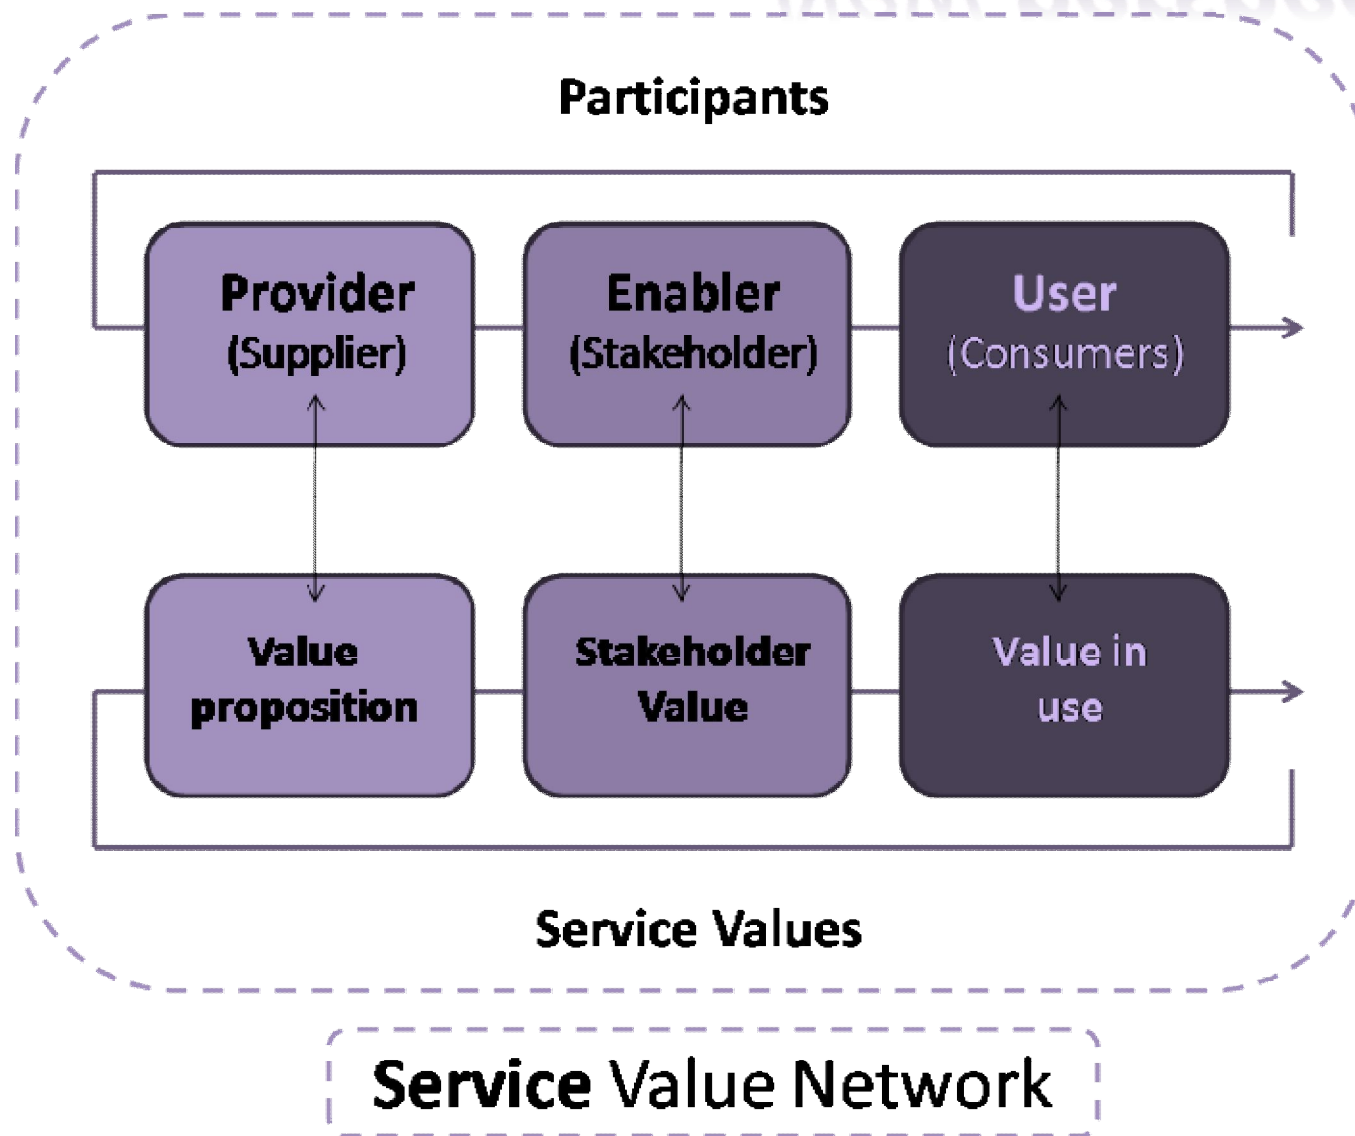 Participants
Provider
(Supplier)
Enabler
(Stakeholder)
User
(Consumers)
Value
proposition
Stakeholder
Value
Value in
use
Service Values
Service Value Network